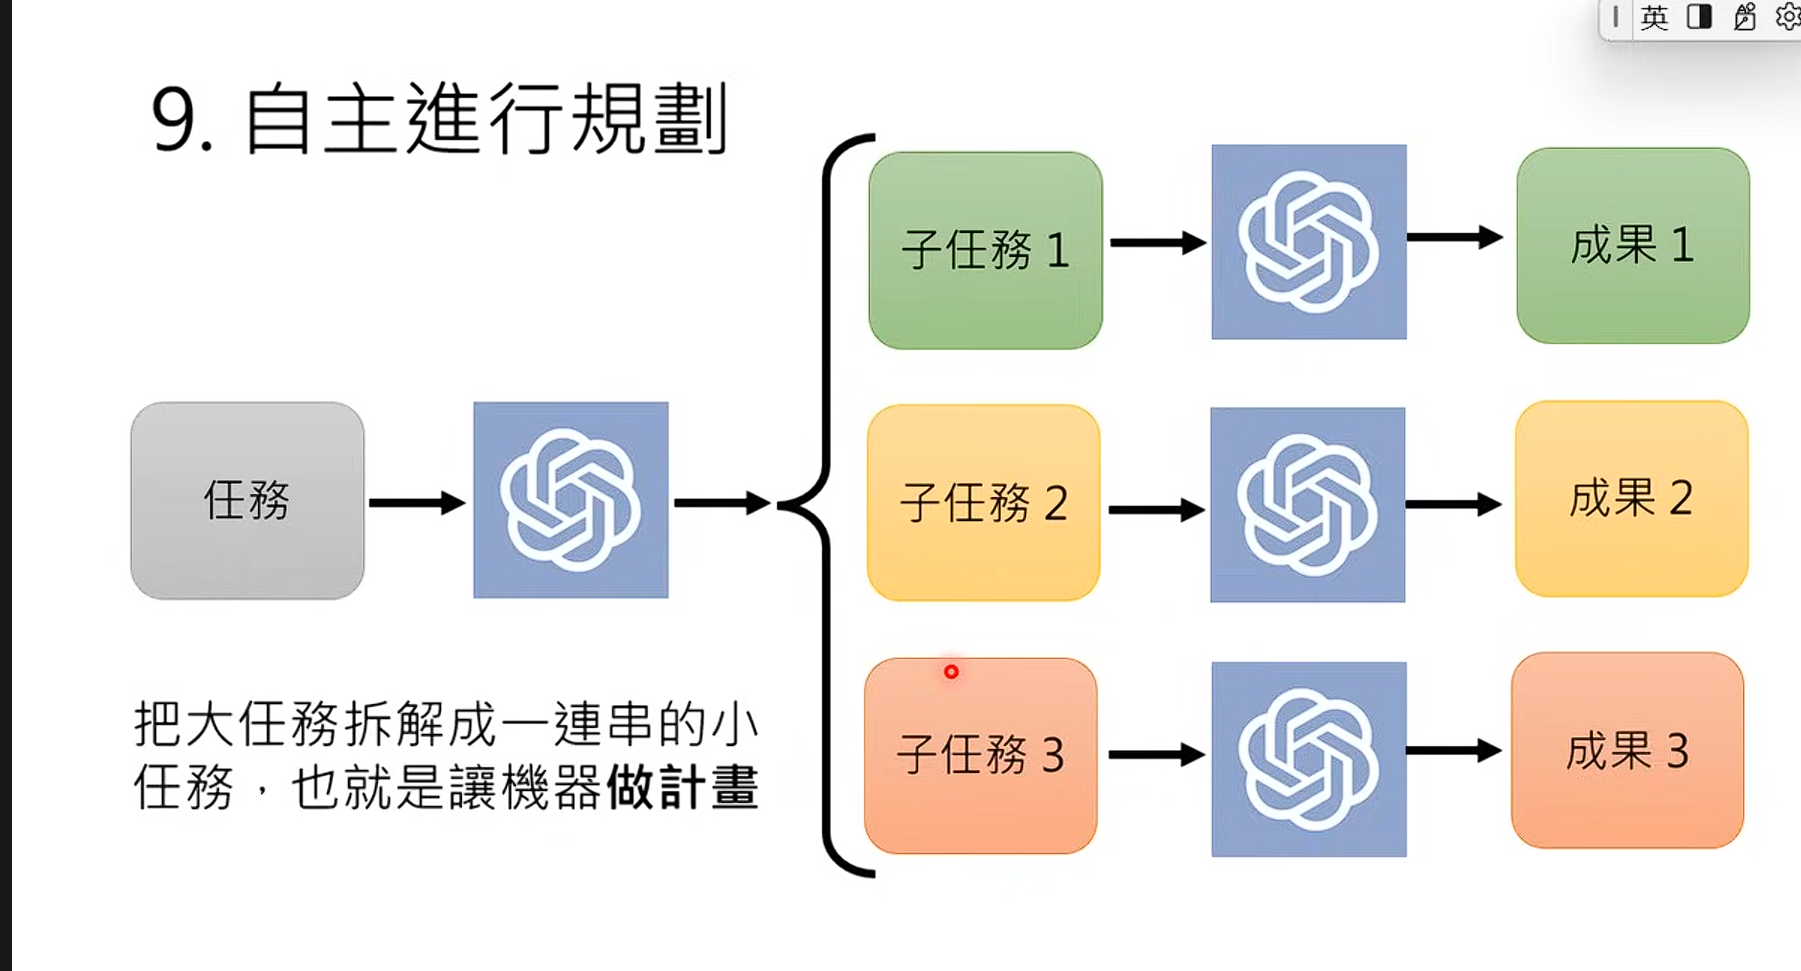 英
9. 自主進行規劃
子任務 1
成果 1
任務
子任務 2
成果 2
子任務 3
成果 3
把大任務拆解成一連串的小
任務，也就是讓機器做計畫